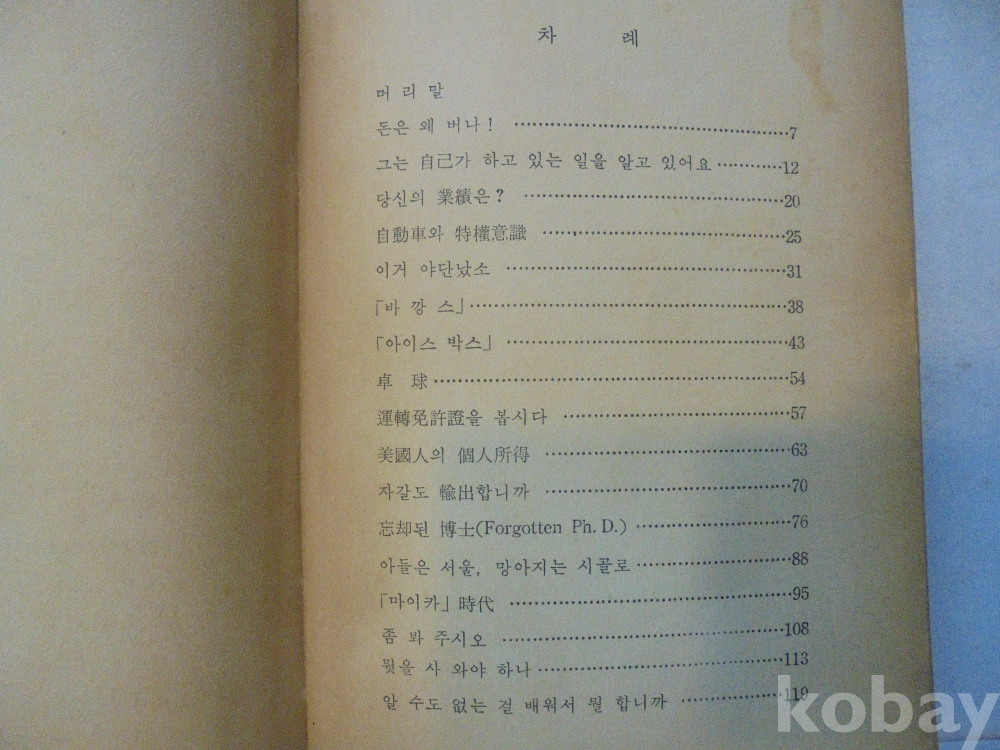 차 례
머 리 말
돈은 왜 버나! 7
그는 自己가 하고 있는 일을 알고 있어요 12
당신의 業績은? 20
自動車와 特權意識 25
이거 야단났소 31
「바 깡 스」 38
「아이스 박스」 43
卓 球 54
運轉免許證을 봅시다 57
美國人의 個人所得 63
자갈도 輸出합니까 70
忘却된 博士(Forgotten Ph. D.) 76
아들은 서울, 망아지는 시골로 88
「마이카」 時代 95
좀 봐 주시오 108
뭣을 사 와야 하나 113
알 수도 없는 걸 배워서 뭘 합니까 119
kobay